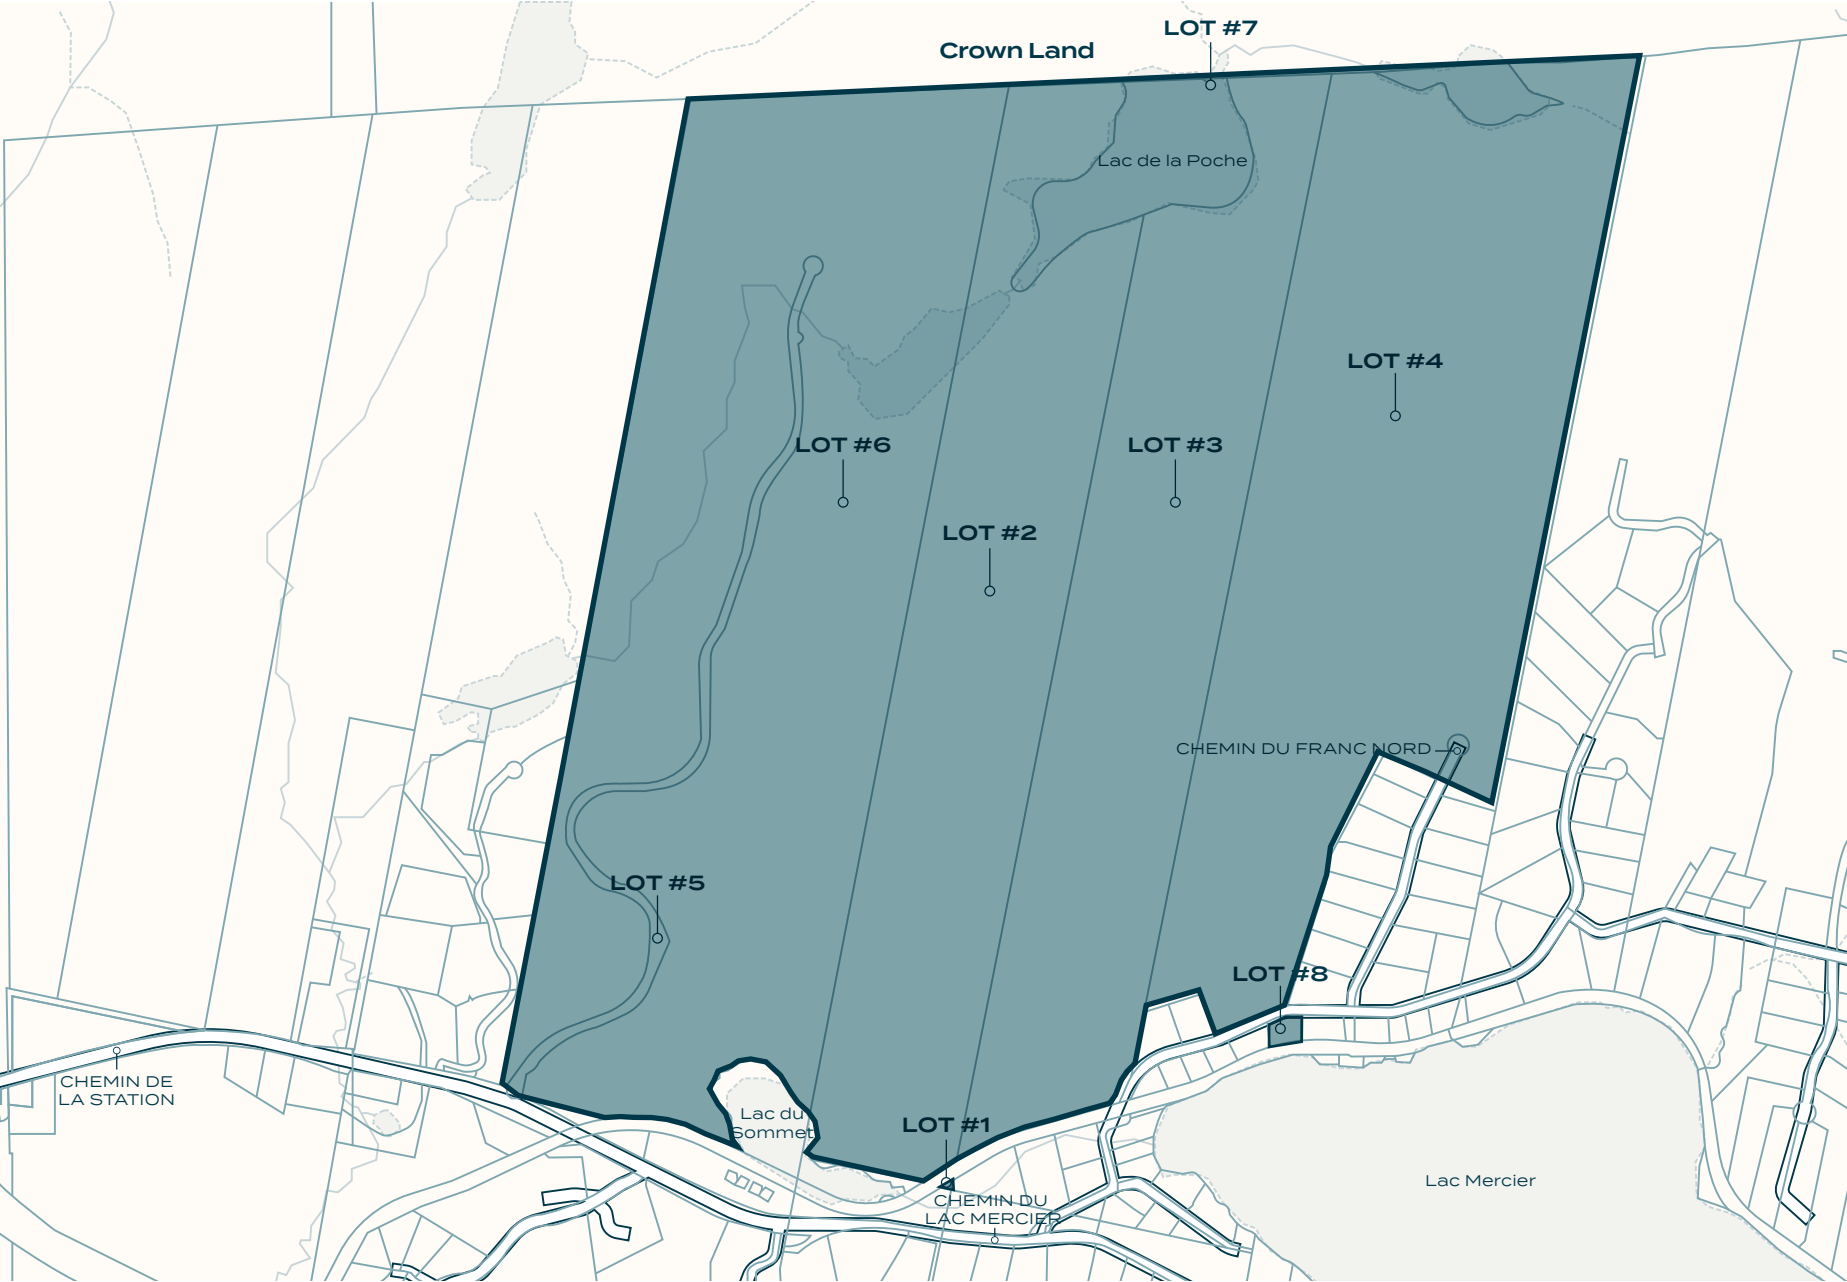 LOT #7
Crown Land
Lac de la Poche
LOT #4
LOT #6
LOT #3
LOT #2
CHEMIN DU FRANC NORD
LOT #5
LOT #8
CHEMIN DE
LA STATION
Lac du
Sommet
LOT #1
Lac Mercier
CHEMIN DU
LAC MERCIER